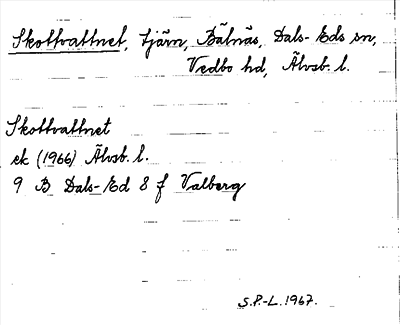 Skottvattnet, tjärn, Bälnäs, Dals-Eds sn,
Vedbo hd, Älvsb. l.
Skottvattnet
ek (1966) Älvsb. l.
9 B Dals-Ed 8 f Valberg
S.P.-L. 1967.